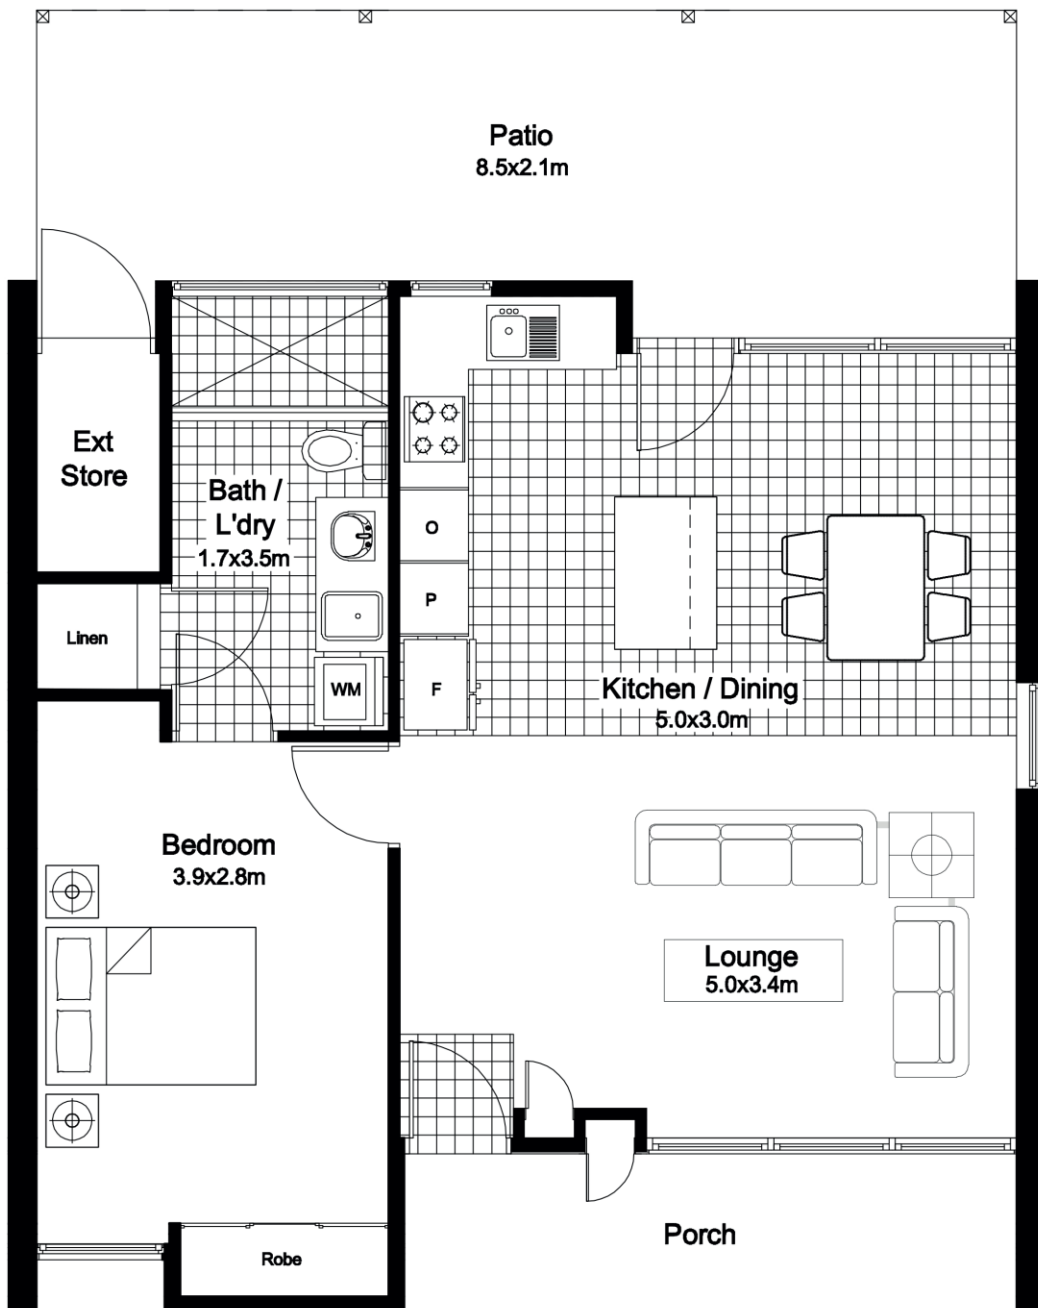 Patio
8.5x2.1m
Ext
Store
Bath /
L'dry
1.7x3.5m
O
P
F
Linen
WM
Kitchen / Dining
5.0x3.0m
Bedroom
3.9x2.8m
Lounge
5.0x3.4m
Porch
Robe